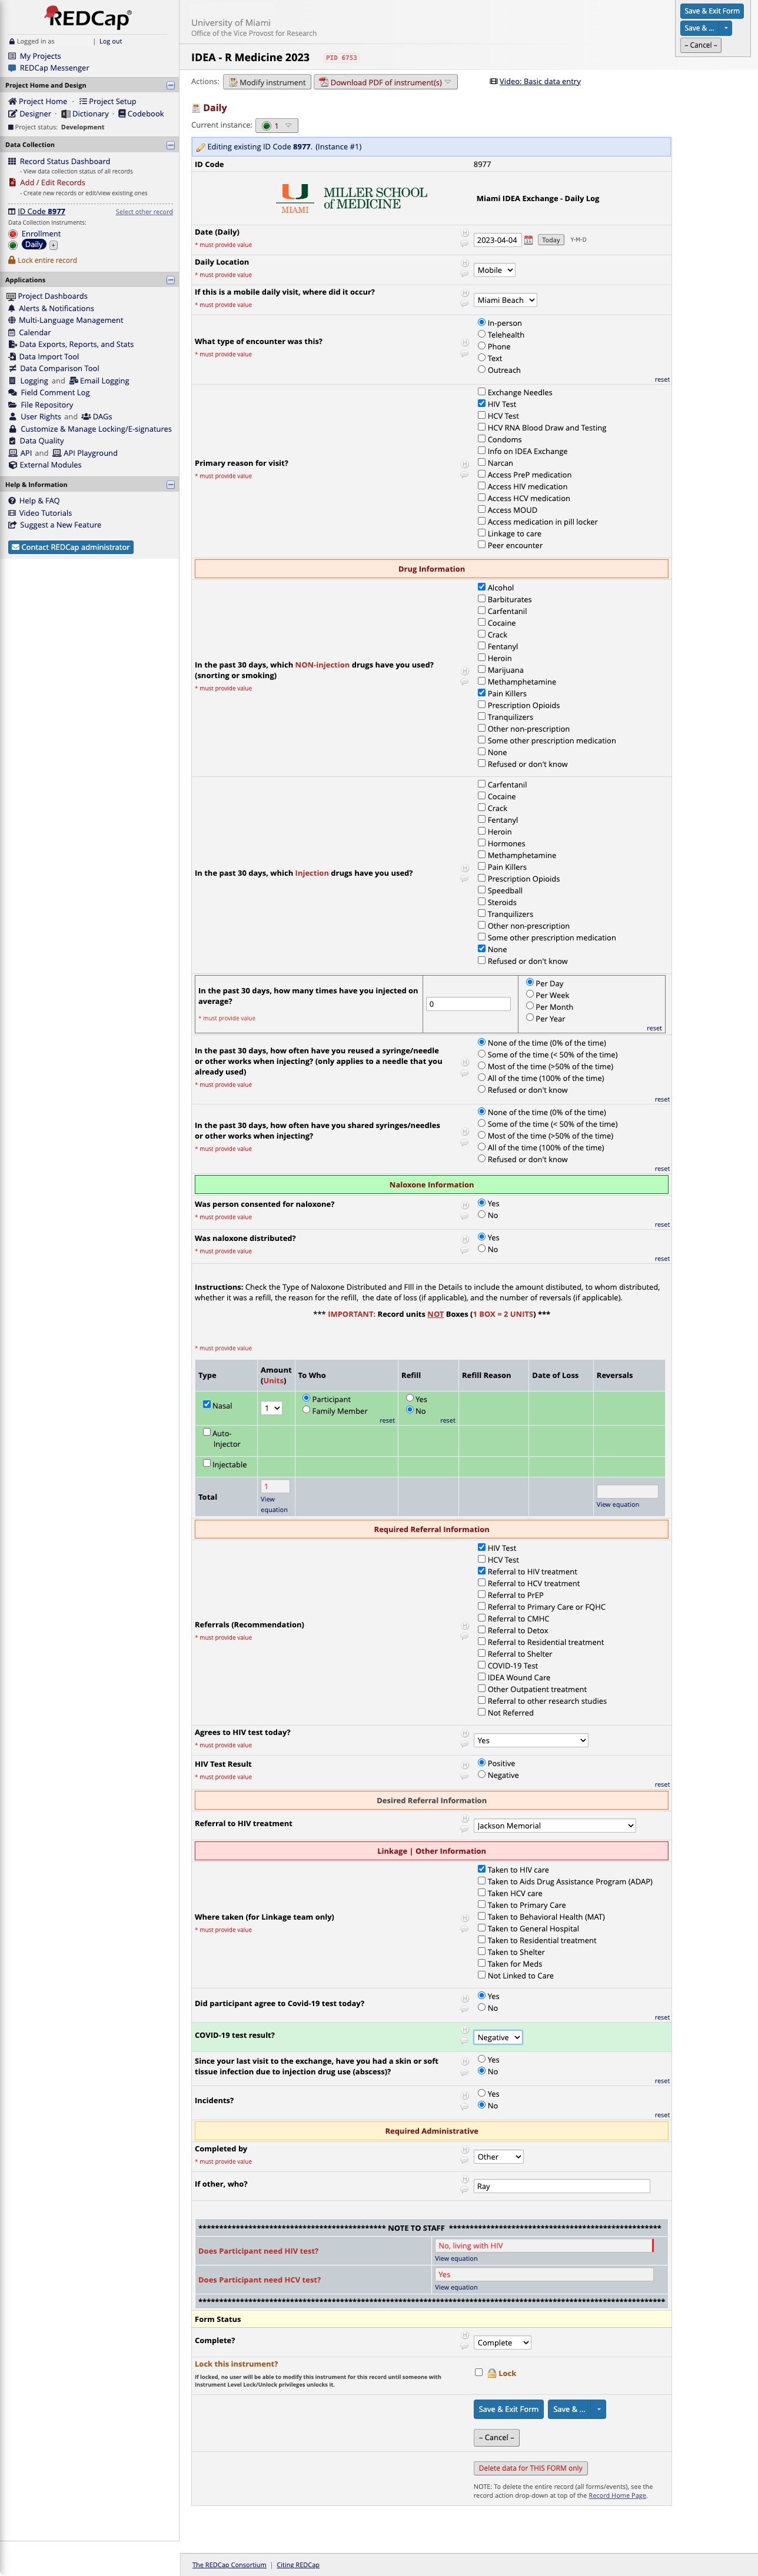 REDCap®
Logged in as | Log out
My Projects
REDCap Messenger
Project Home and Design
Project Home · Project Setup
Designer · Dictionary · Codebook
Project status: Development
Data Collection
Record Status Dashboard
- View data collection status of all records
Add / Edit Records
- Create new records or edit/view existing ones
ID Code 8977 Select other record
Data Collection Instruments:
Enrollment
Daily +
Lock entire record
Applications
Project Dashboards
Alerts & Notifications
Multi-Language Management
Calendar
Data Exports, Reports, and Stats
Data Import Tool
Data Comparison Tool
Logging and Email Logging
Field Comment Log
File Repository
User Rights and DAGs
Customize & Manage Locking/E-signatures
Data Quality
API and API Playground
External Modules
Help & Information
Help & FAQ
Video Tutorials
Suggest a New Feature
Contact REDCap administrator
University of Miami
Office of the Vice Provost for Research
Save & Exit Form
Save & ...
-- Cancel --
IDEA - R Medicine 2023 PID 6753
Actions: Modify instrument Download PDF of instrument(s) Video: Basic data entry
Daily
Current instance: 1
Editing existing ID Code 8977. (Instance #1)
ID Code 8977
U MIAMI MILLER SCHOOL of MEDICINE
Miami IDEA Exchange - Daily Log
Date (Daily)
* must provide value
2023-04-04 Today Y-M-D
Daily Location
* must provide value
Mobile
If this is a mobile daily visit, where did it occur?
* must provide value
Miami Beach
What type of encounter was this?
* must provide value
In-person
Telehealth
Phone
Text
Outreach
reset
Primary reason for visit?
* must provide value
Exchange Needles
HIV Test
HCV Test
HCV RNA Blood Draw and Testing
Condoms
Info on IDEA Exchange
Narcan
Access PreP medication
Access HIV medication
Access HCV medication
Access MOUD
Access medication in pill locker
Linkage to care
Peer encounter
Drug Information
In the past 30 days, which NON-injection drugs have you used?
(snorting or smoking)
* must provide value
Alcohol
Barbiturates
Carfentanil
Cocaine
Crack
Fentanyl
Heroin
Marijuana
Methamphetamine
Pain Killers
Prescription Opioids
Tranquilizers
Other non-prescription
Some other prescription medication
None
Refused or don't know
In the past 30 days, which Injection drugs have you used?
Carfentanil
Cocaine
Crack
Fentanyl
Heroin
Hormones
Methamphetamine
Pain Killers
Prescription Opioids
Speedball
Steroids
Tranquilizers
Other non-prescription
Some other prescription medication
None
Refused or don't know
In the past 30 days, how many times have you injected on
average?
* must provide value
0
Per Day
Per Week
Per Month
Per Year
reset
In the past 30 days, how often have you reused a syringe/needle
or other works when injecting? (only applies to a needle that you
already used)
* must provide value
None of the time (0% of the time)
Some of the time (< 50% of the time)
Most of the time (>50% of the time)
All of the time (100% of the time)
Refused or don't know
reset
In the past 30 days, how often have you shared syringes/needles
or other works when injecting?
* must provide value
None of the time (0% of the time)
Some of the time (< 50% of the time)
Most of the time (>50% of the time)
All of the time (100% of the time)
Refused or don't know
reset
Naloxone Information
Was person consented for naloxone?
* must provide value
Yes
No
reset
Was naloxone distributed?
* must provide value
Yes
No
reset
Instructions: Check the Type of Naloxone Distributed and FIll in the Details to include the amount distibuted, to whom distributed,
whether it was a refill, the reason for the refill, the date of loss (if applicable), and the number of reversals (if applicable).
*** IMPORTANT: Record units NOT Boxes (1 BOX = 2 UNITS) ***
* must provide value
Type Amount (Units) To Who Refill Refill Reason Date of Loss Reversals
Nasal 1 Participant Yes
Family Member No
reset reset
Auto-
Injector
Injectable
Total 1
View equation View equation
Required Referral Information
Referrals (Recommendation)
* must provide value
HIV Test
HCV Test
Referral to HIV treatment
Referral to HCV treatment
Referral to PrEP
Referral to Primary Care or FQHC
Referral to CMHC
Referral to Detox
Referral to Residential treatment
Referral to Shelter
COVID-19 Test
IDEA Wound Care
Other Outpatient treatment
Referral to other research studies
Not Referred
Agrees to HIV test today?
* must provide value
Yes
HIV Test Result
* must provide value
Positive
Negative
reset
Desired Referral Information
Referral to HIV treatment Jackson Memorial
Linkage | Other Information
Where taken (for Linkage team only)
* must provide value
Taken to HIV care
Taken to Aids Drug Assistance Program (ADAP)
Taken HCV care
Taken to Primary Care
Taken to Behavioral Health (MAT)
Taken to General Hospital
Taken to Residential treatment
Taken to Shelter
Taken for Meds
Not Linked to Care
Did participant agree to Covid-19 test today?
Yes
No
reset
COVID-19 test result? Negative
Since your last visit to the exchange, have you had a skin or soft
tissue infection due to injection drug use (abscess)?
Yes
No
reset
Incidents?
Yes
No
reset
Required Administrative
Completed by
* must provide value
Other
If other, who? Ray
********************************************* NOTE TO STAFF ***************************************************
Does Participant need HIV test? No, living with HIV
View equation
Does Participant need HCV test? Yes
View equation
****************************************************************************************************************
Form Status
Complete? Complete
Lock this instrument?
If locked, no user will be able to modify this instrument for this record until someone with
Instrument Level Lock/Unlock privileges unlocks it.
Lock
Save & Exit Form Save & ...
-- Cancel --
Delete data for THIS FORM only
NOTE: To delete the entire record (all forms/events), see the
record action drop-down at top of the Record Home Page.
The REDCap Consortium | Citing REDCap